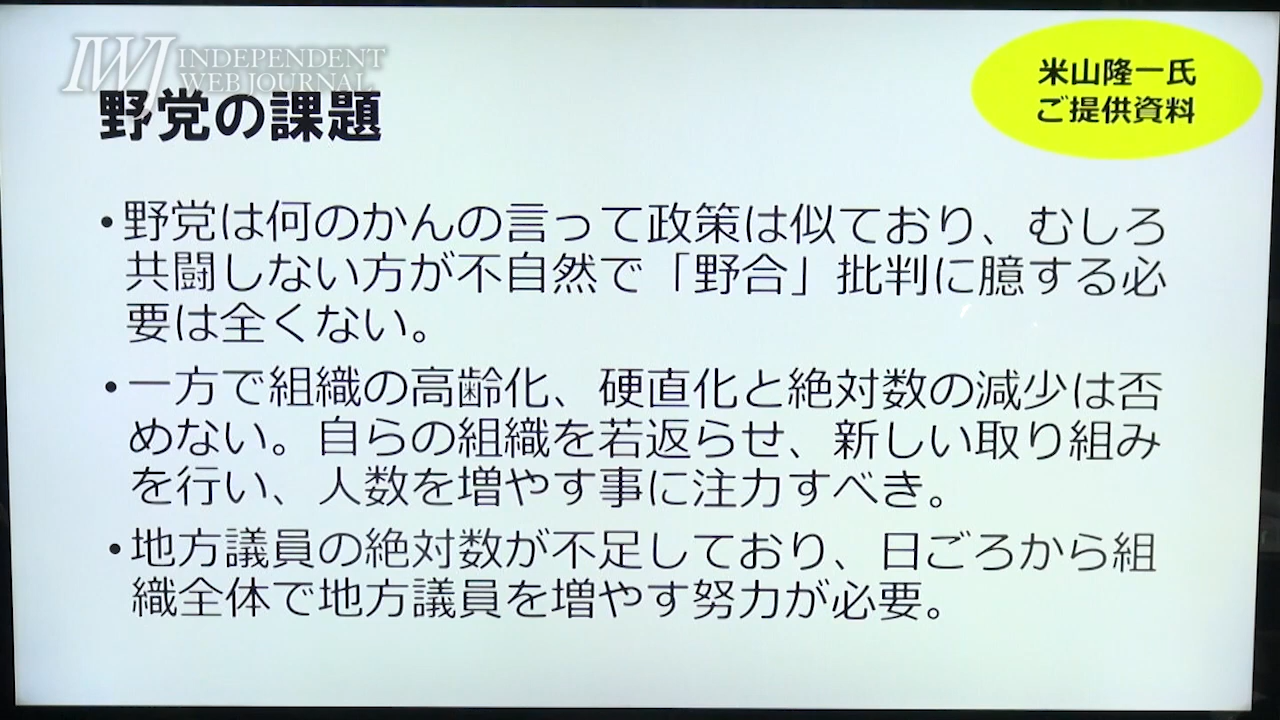 IWJ INDEPENDENT
WEB JOURNAL
米山隆一氏
ご提供資料
野党の課題
・野党は何のかんの言って政策は似ており、むしろ
共闘しない方が不自然で「野合」批判に臆する必
要は全くない。
・一方で組織の高齢化、硬直化と絶対数の減少は否
めない。自らの組織を若返らせ、新しい取り組み
を行い、人数を増やす事に注力すべき。
・地方議員の絶対数が不足しており、日ごろから組
織全体で地方議員を増やす努力が必要。